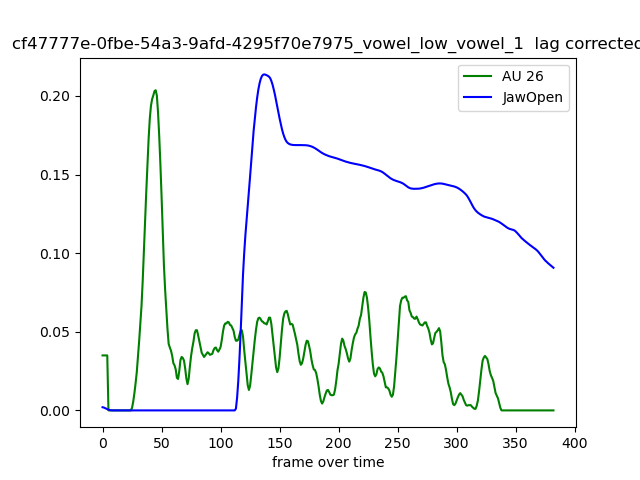 cf47777e-0fbe-54a3-9afd-4295f70e7975_vowel_low_vowel_1  lag corrected
AU 26
JawOpen
0.20
0.15
0.10
0.05
0.00
0 50 100 150 200 250 300 350 400
frame over time